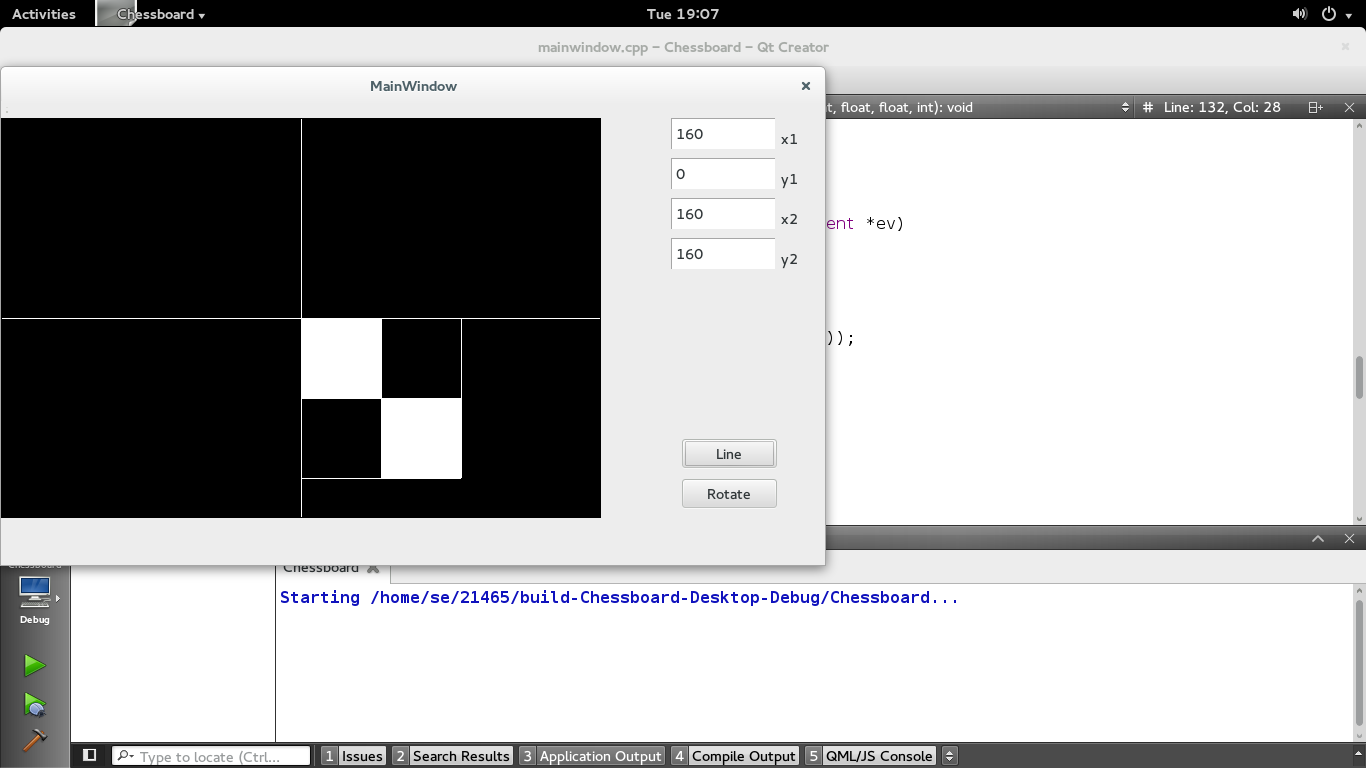 Activities Chessboard Tue 19:07
mainwindow.cpp – Chessboard – Qt Creator
MainWindow
t, float, float, int): void # Line: 132, Col: 28
160 x1
0 y1
160 x2
160 y2
ent *ev)
));
Line
Rotate
Chessboard
Starting /home/se/21465/build-Chessboard-Desktop-Debug/Chessboard...
Debug
Type to locate (Ctrl... 1 Issues 2 Search Results 3 Application Output 4 Compile Output 5 QML/JS Console